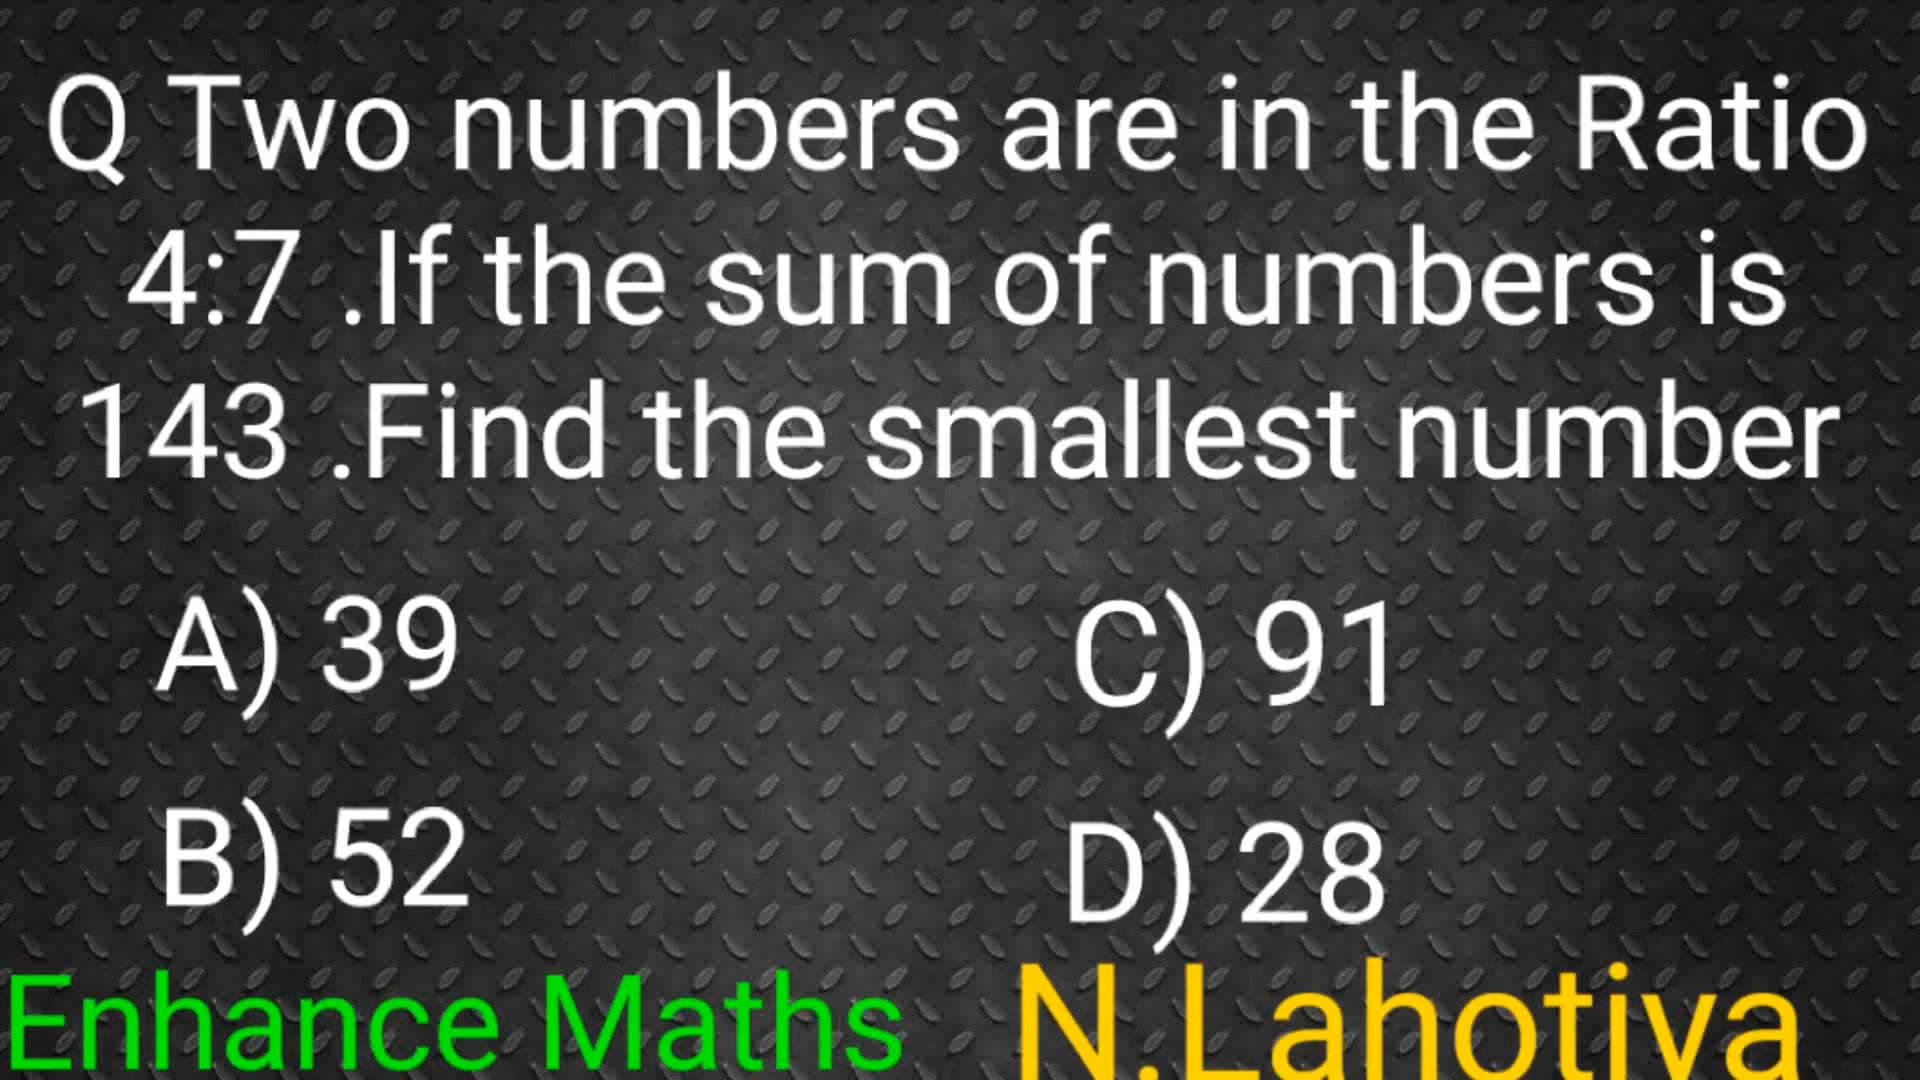 Q Two numbers are in the Ratio
4:7 .If the sum of numbers is
143 .Find the smallest number
A) 39
C) 91
B) 52
D) 28
Enhance Maths
N.Lahotiya